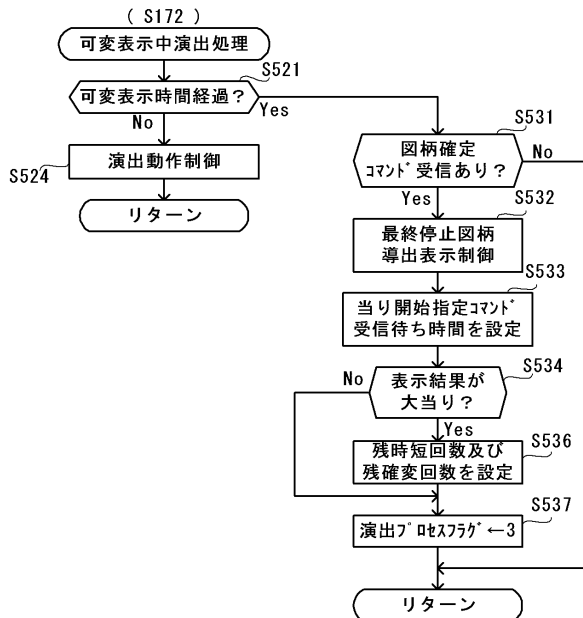 ( S172 )
可変表示中演出処理
S521
可変表示時間経過?
Yes
No
S524
演出動作制御
リターン
S531
図柄確定
ｺﾏﾝﾄﾞ受信あり?
No
Yes
S532
最終停止図柄
導出表示制御
S533
当り開始指定ｺﾏﾝﾄﾞ
受信待ち時間を設定
S534
No
表示結果が
大当り?
Yes
S536
残時短回数及び
残確変回数を設定
S537
演出ﾌﾟﾛｾｽﾌﾗｸﾞ←3
リターン